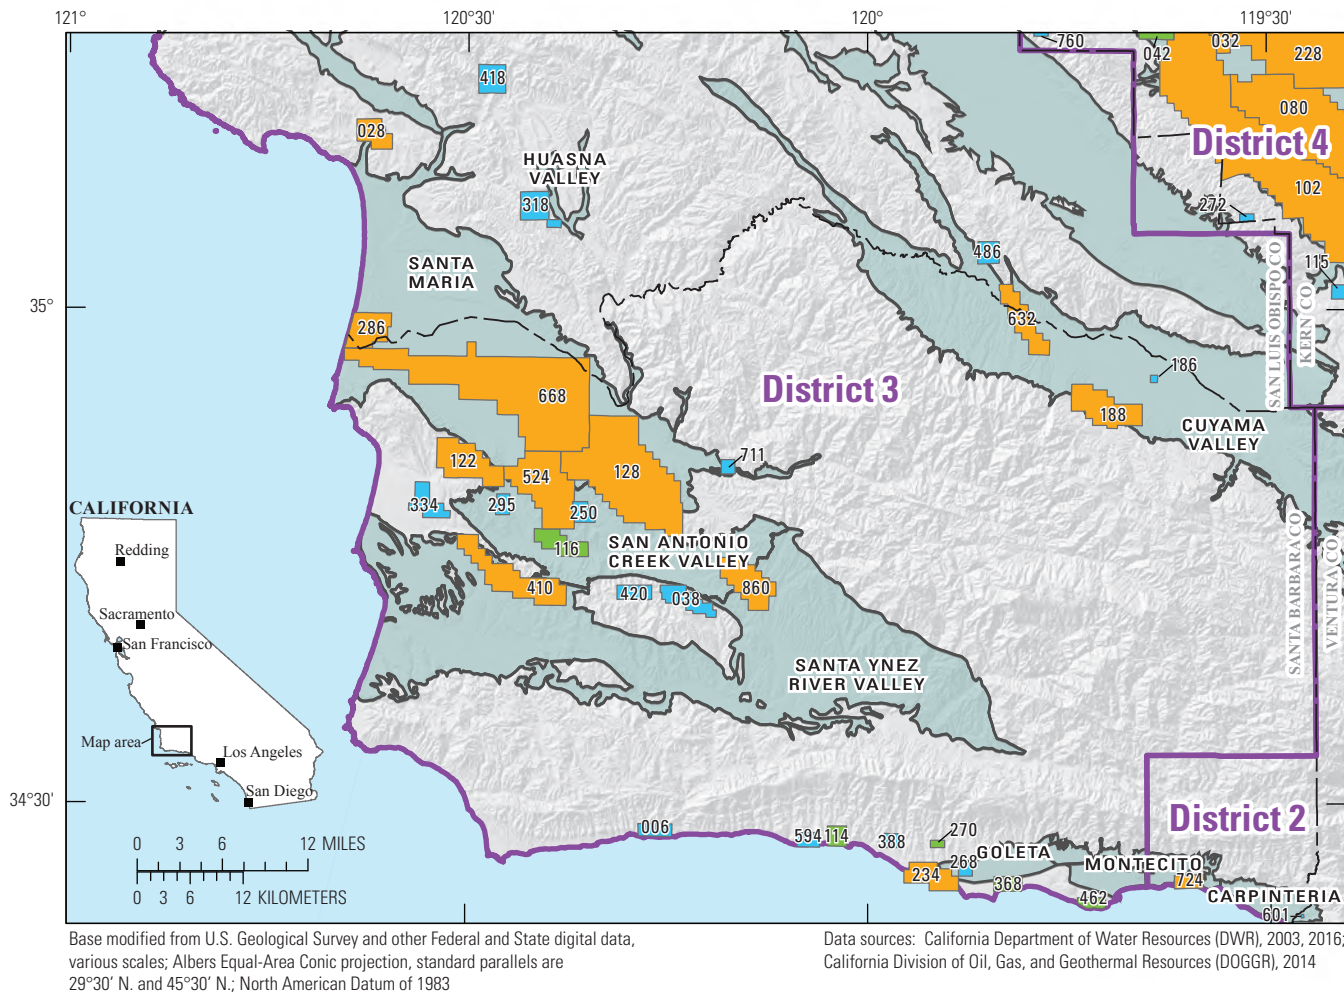 121°
120°30'
120°
119°30'
760
042
032
228
418
080
028
District 4
HUASNA
VALLEY
102
318
272
486
SANTA
MARIA
115
SAN LUIS OBISPO CO
KERN CO
35°
286
632
186
668
District 3
188
CUYAMA
VALLEY
711
122
524
128
334
295
250
CALIFORNIA
Redding
116
SAN ANTONIO
CREEK VALLEY
SANTA BARBARA CO
VENTURA CO
410
420
038
860
Sacramento
San Francisco
SANTA YNEZ
RIVER VALLEY
Map area
Los Angeles
San Diego
34°30'
District 2
0 3 6 12 MILES
0 3 6 12 KILOMETERS
006
594
114
388
270
268
GOLETA
234
368
MONTECITO
724
462
CARPINTERIA
601
Base modified from U.S. Geological Survey and other Federal and State digital data,
various scales; Albers Equal-Area Conic projection, standard parallels are
29°30' N. and 45°30' N.; North American Datum of 1983
Data sources: California Department of Water Resources (DWR), 2003, 2016;
California Division of Oil, Gas, and Geothermal Resources (DOGGR), 2014